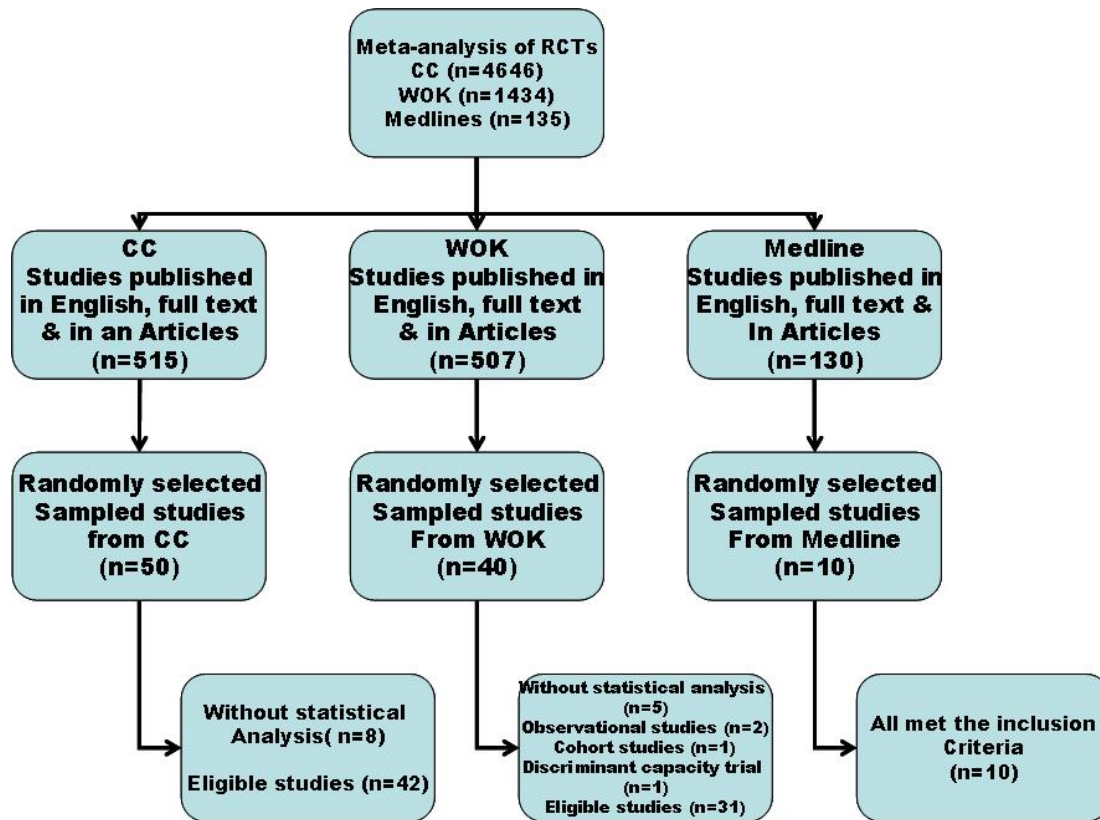 Meta-analysis of RCTs
CC (n=4646)
WOK (n=1434)
Medlines (n=135)
CC
Studies published
in English, full text
& in an Articles
(n=515)
WOK
Studies published in
English, full text
& in Articles
(n=507)
Medline
Studies published in
English, full text &
In Articles
(n=130)
Randomly selected
Sampled studies
from CC
(n=50)
Randomly selected
Sampled studies
From WOK
(n=40)
Randomly selected
Sampled studies
From Medline
(n=10)
Without statistical
Analysis( n=8)
Eligible studies (n=42)
Without statistical analysis
(n=5)
Observational studies (n=2)
Cohort studies (n=1)
Discriminant capacity trial
(n=1)
Eligible studies (n=31)
All met the inclusion
Criteria
(n=10)